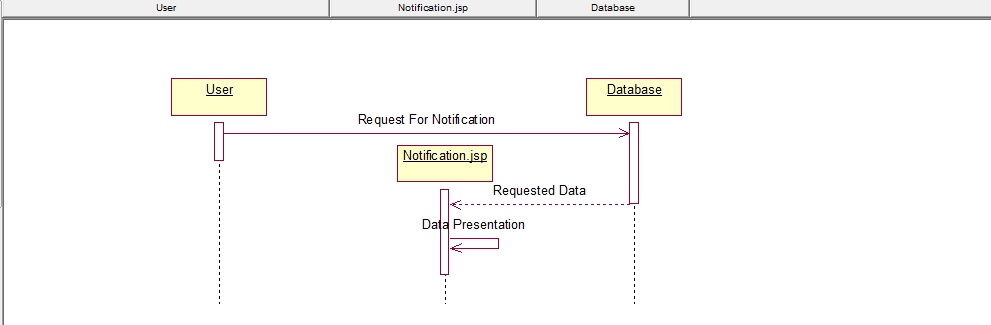 User
Notification.jsp
Database
User
Database
Request For Notification
Notification.jsp
Requested Data
Data Presentation